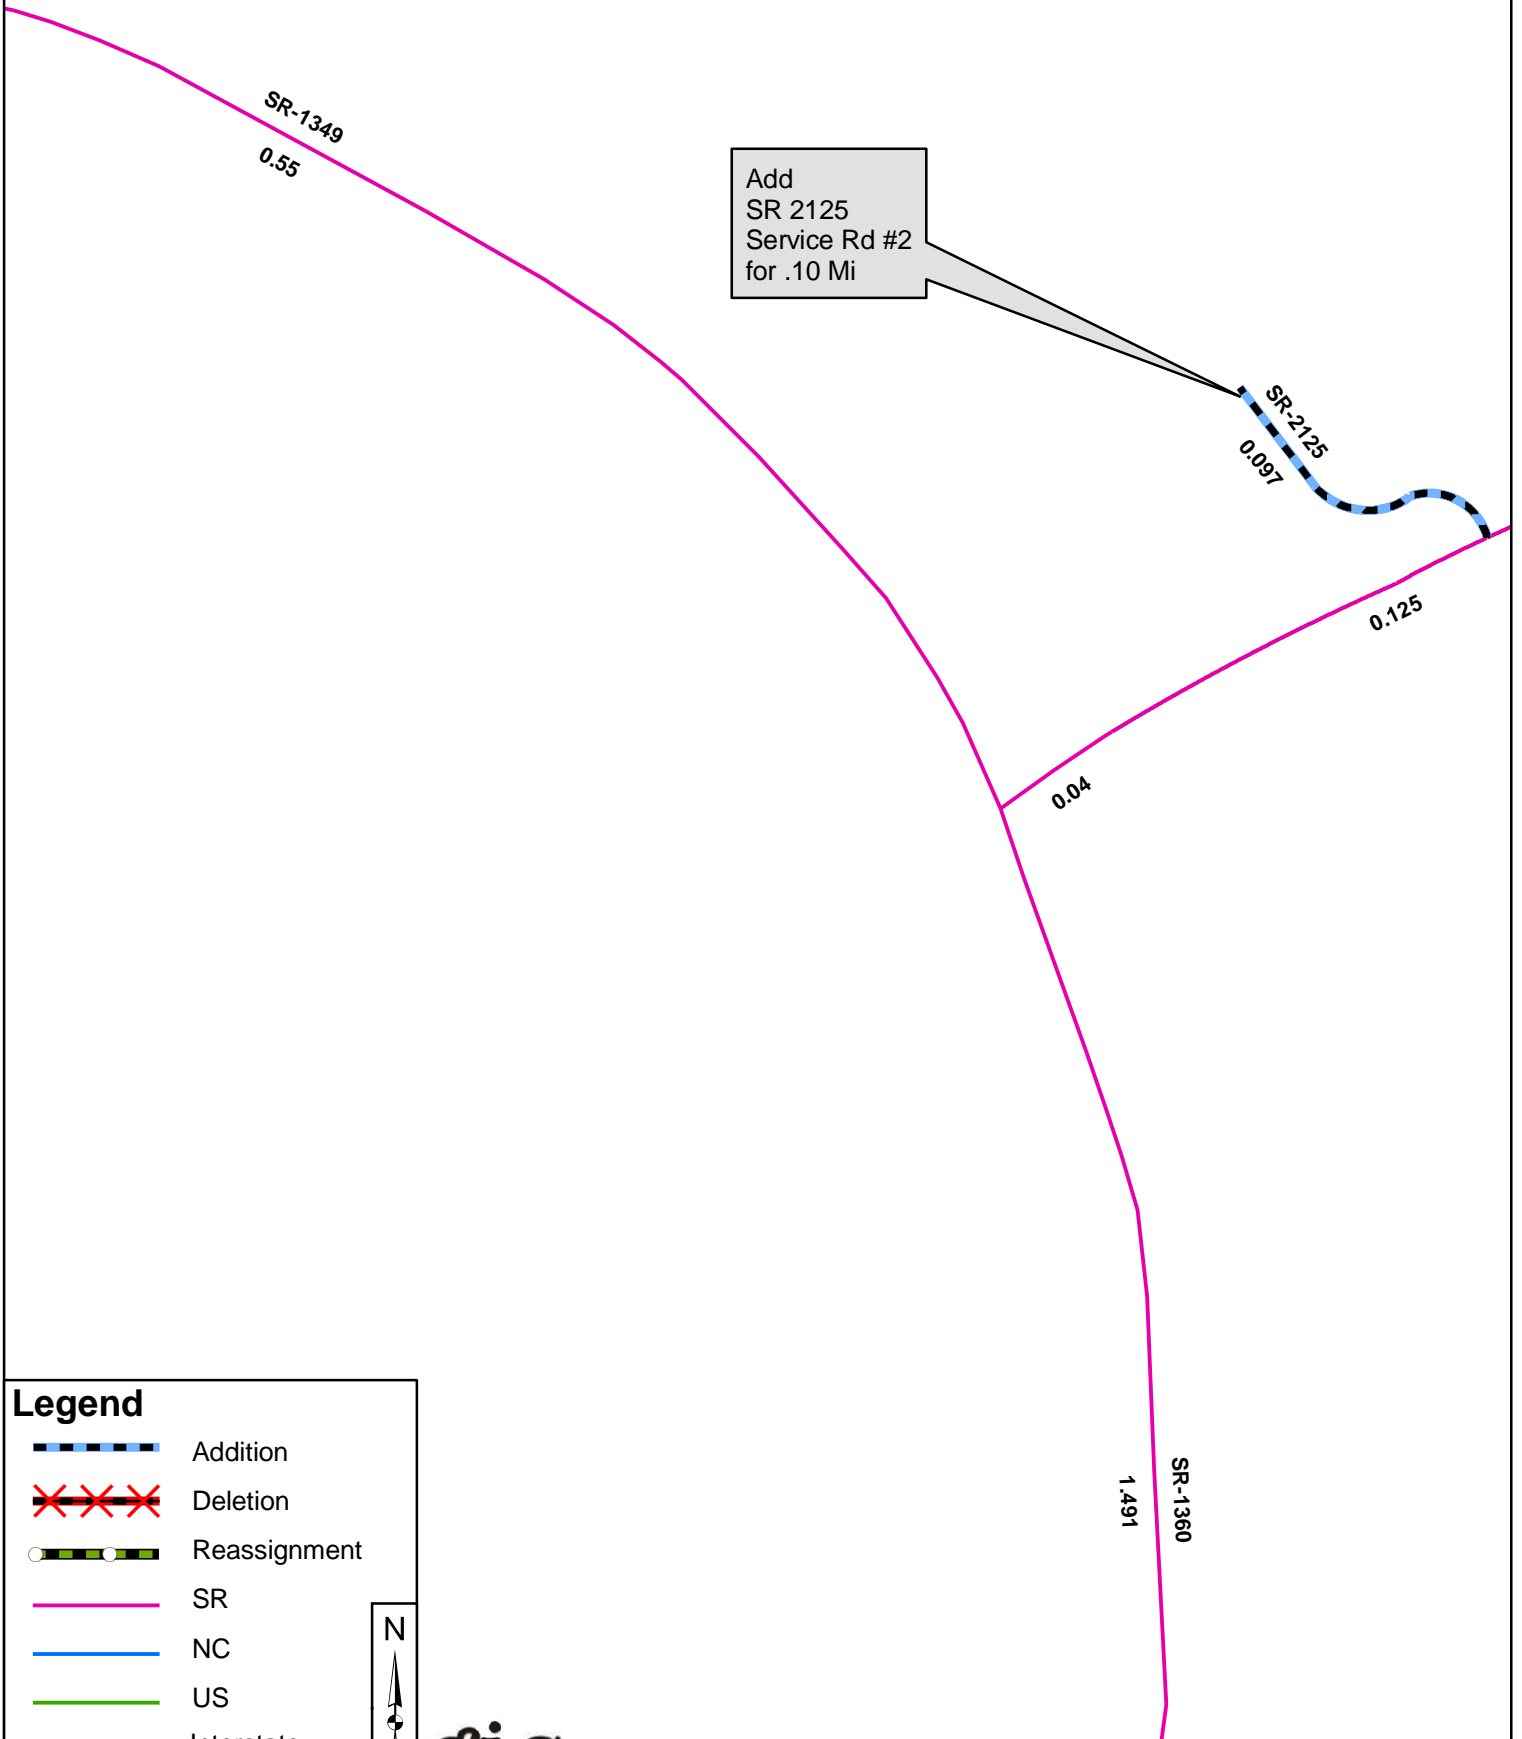 SR-1349
0.55
Add
SR 2125
Service Rd #2
for .10 Mi
SR-2125
0.097
0.125
0.04
SR-1360
1.491
Legend
Addition
Deletion
Reassignment
SR
NC
US
Interstate
N